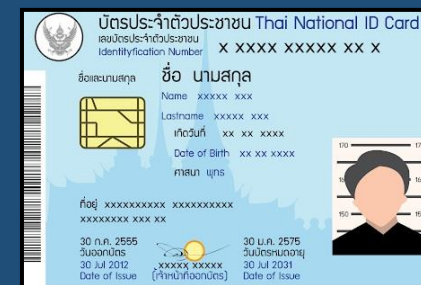 บัตรประจำตัวประชาชน Thai National ID Card
เลขบัตรประจำตัวประชาชน
Identityfication Number X XXXX XXXXX XX X
ชื่อและนามสกุล ชื่อ นามสกุล
Name xxxxx xxx
Lastname xxxxx xxx
เกิดวันที่ xx xx xxxx
Date of Birth xx xx xxxx
ศาสนา พุทธ
ที่อยู่ xxxxxxxxxx xxxxxxxxxx
xxxxxxxx xxx xx
30 ก.ค. 2555
วันออกบัตร
30 Jul 2012
Date of Issue
xxxxx xxxxx
(เจ้าหน้าที่ออกบัตร)
30 ม.ค. 2575
วันบัตรหมดอายุ
30 Jul 2031
Date of Issue
170
150